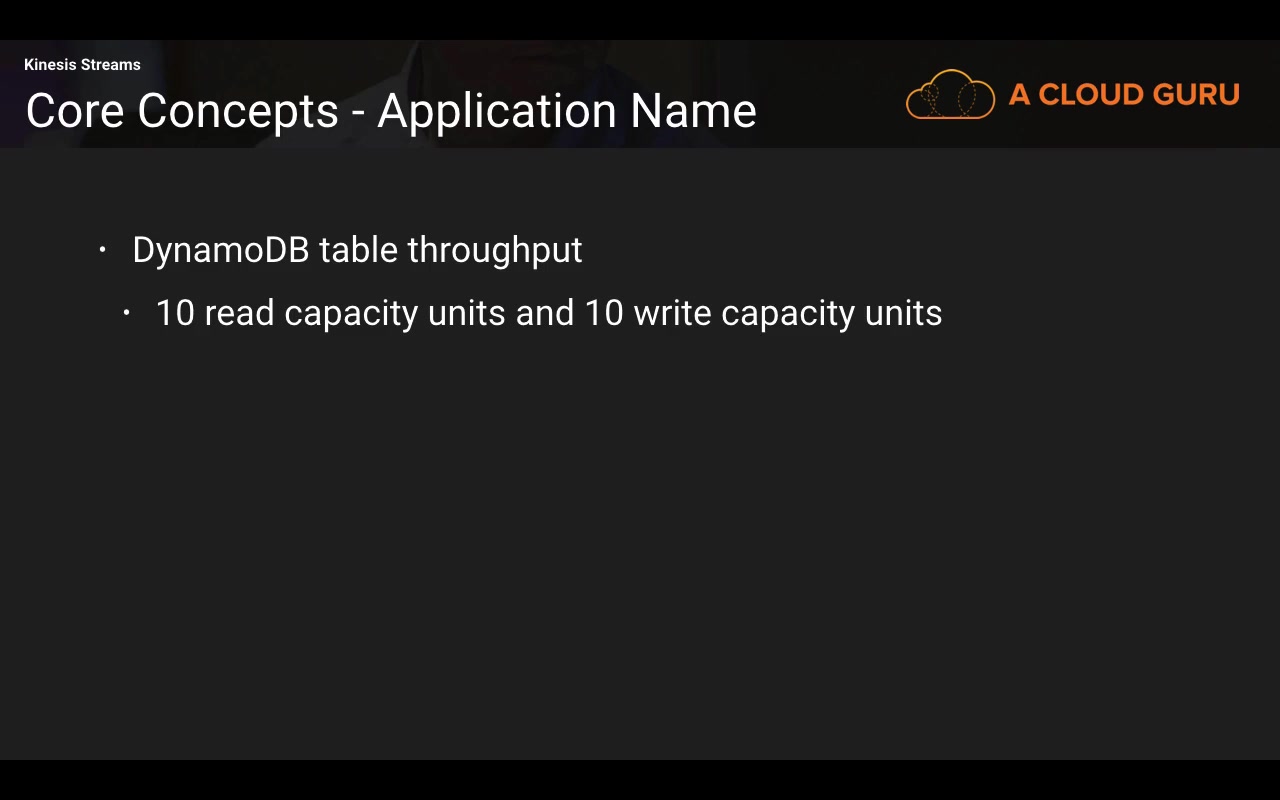 Kinesis Streams
Core Concepts - Application Name
A CLOUD GURU
· DynamoDB table throughput
· 10 read capacity units and 10 write capacity units